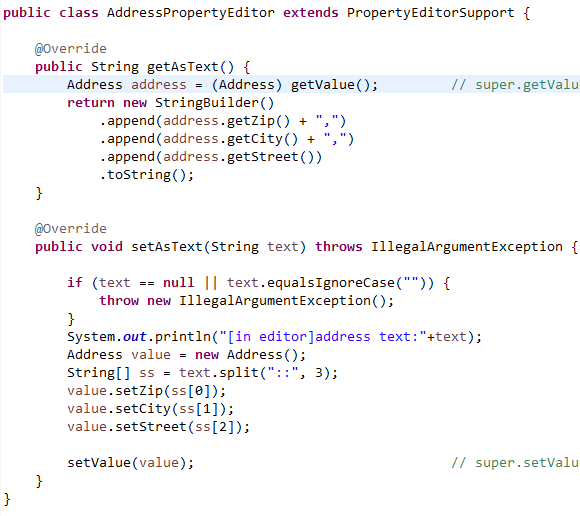 public class AddressPropertyEditor extends PropertyEditorSupport {
@Override
public String getAsText() {
Address address = (Address) getValue(); // super.getValu
return new StringBuilder()
.append(address.getZip() + ",")
.append(address.getCity() + ",")
.append(address.getStreet())
.toString();
}
@Override
public void setAsText(String text) throws IllegalArgumentException {
if (text == null || text.equalsIgnoreCase("")) {
throw new IllegalArgumentException();
}
System.out.println("[in editor]address text:"+text);
Address value = new Address();
String[] ss = text.split("::", 3);
value.setZip(ss[0]);
value.setCity(ss[1]);
value.setStreet(ss[2]);
setValue(value); // super.setValu
}
}